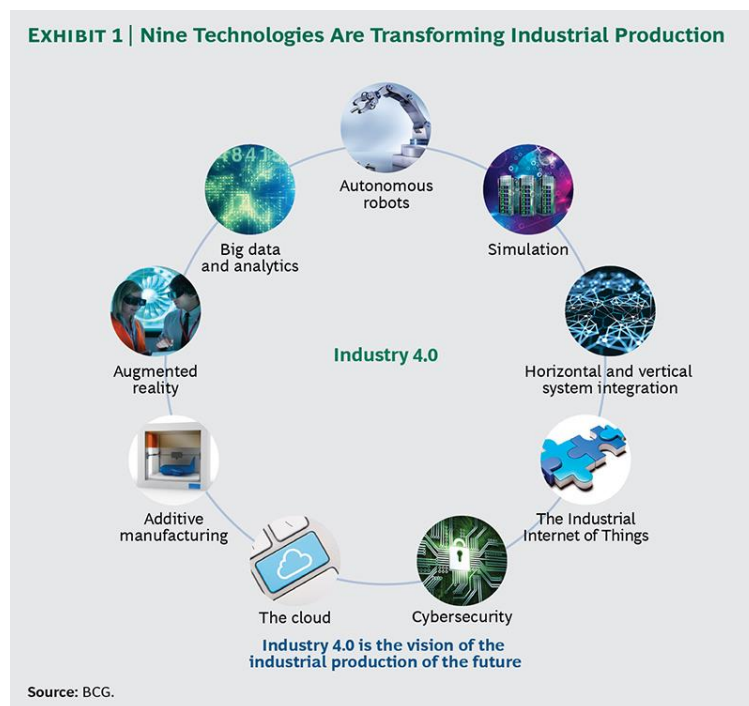 EXHIBIT 1 | Nine Technologies Are Transforming Industrial Production
Autonomous
robots
Simulation
Horizontal and vertical
system integration
The Industrial
Internet of Things
Cybersecurity
The cloud
Additive
manufacturing
Augmented
reality
Big data
and analytics
Industry 4.0
Industry 4.0 is the vision of the
industrial production of the future
Source: BCG.